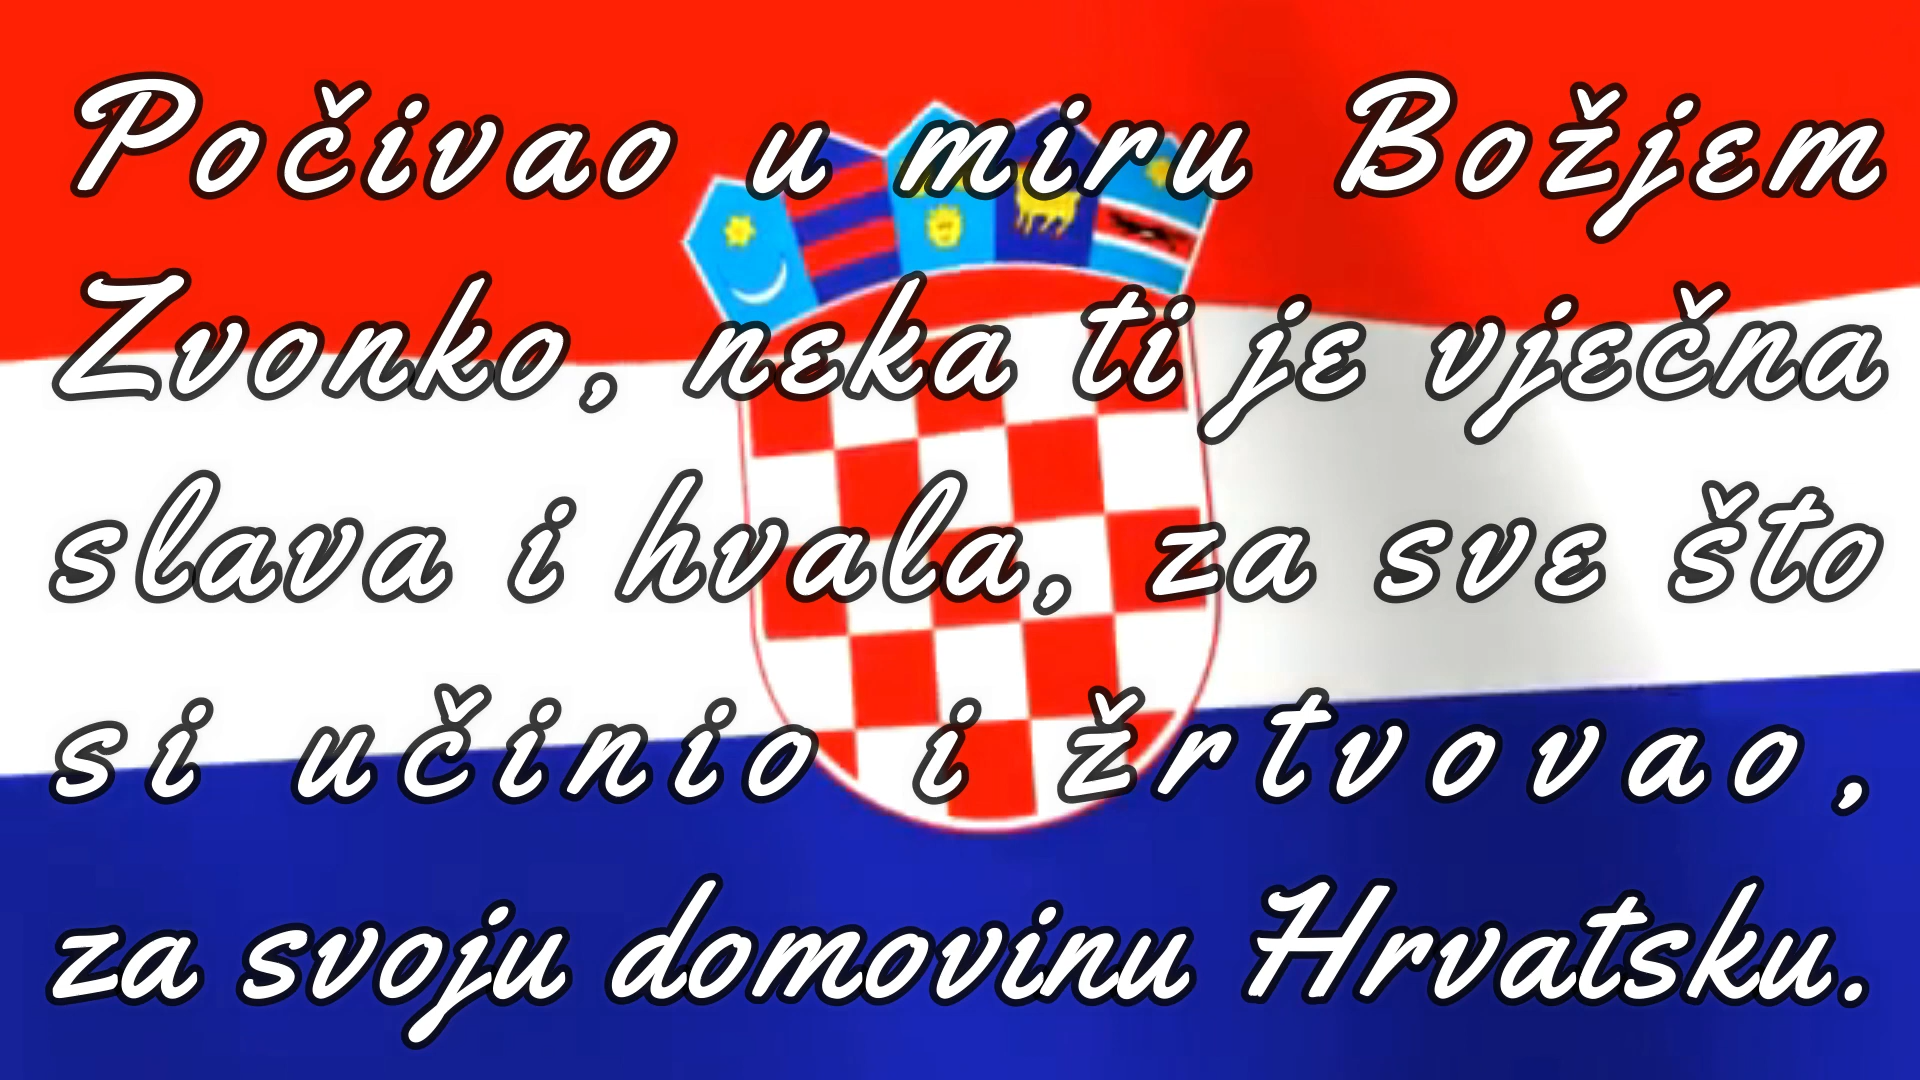 Počivao u miru Božjem
Zvonko, neka ti je vječna
slava i hvala, za sve što
si učinio i žrtvovao,
za svoju domovinu Hrvatsku.